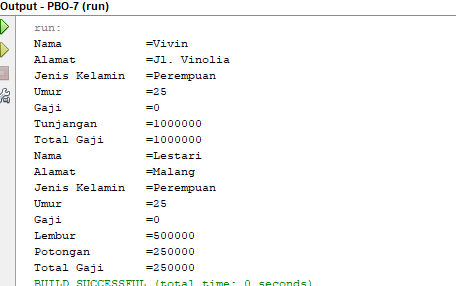 Output - PBO-7 (run)
run:
Nama =Vivin
Alamat =Jl. Vinolia
Jenis Kelamin =Perempuan
Umur =25
Gaji =0
Tunjangan =1000000
Total Gaji =1000000
Nama =Lestari
Alamat =Malang
Jenis Kelamin =Perempuan
Umur =25
Gaji =0
Lembur =500000
Potongan =250000
Total Gaji =250000
BUILD SUCCESSFUL (total time: 0 seconds)